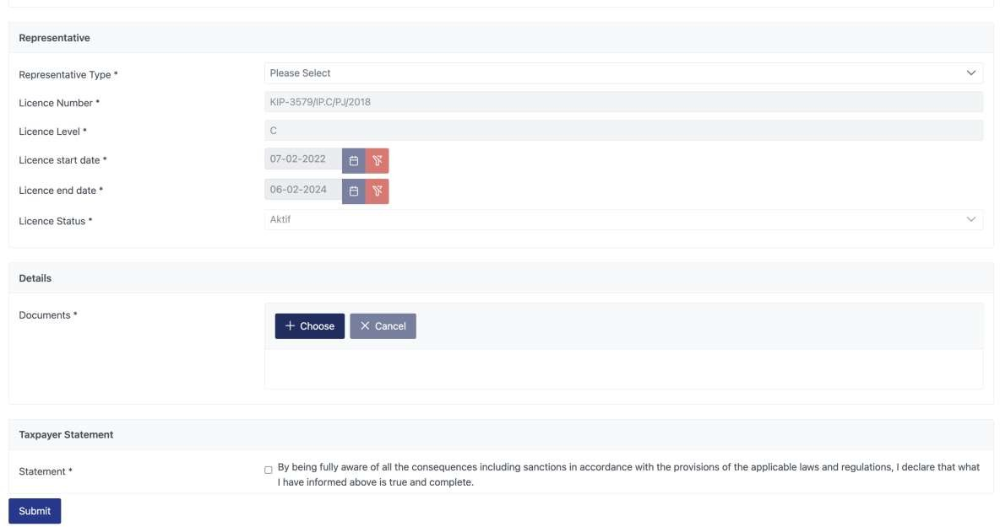 Representative
Representative Type *
Please Select
Licence Number *
KIP-3579/IP.C/PJ/2018
Licence Level *
C
Licence start date *
07-02-2022
Licence end date *
06-02-2024
Licence Status *
Aktif
Details
Documents *
Choose
Cancel
Taxpayer Statement
Statement *
By being fully aware of all the consequences including sanctions in accordance with the provisions of the applicable laws and regulations, I declare that what
I have informed above is true and complete.
Submit